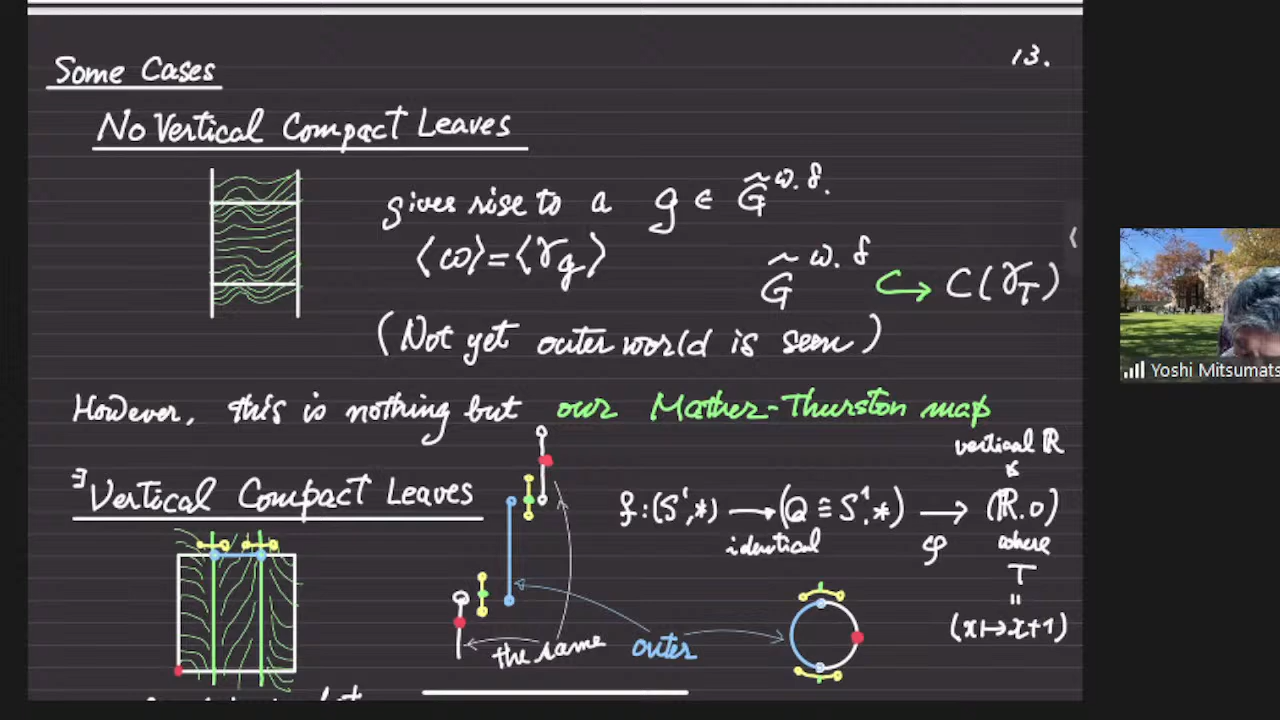 13.
Some Cases
No Vertical Compact Leaves
gives rise to a g ∈ G̃^ω.δ.
⟨ω⟩=⟨γ_g⟩
G̃^ω.δ ↪ C(γ_T)
(Not yet outer world is seen)
However, this is nothing but our Mather-Thurston map
vertical ℝ
∃Vertical Compact Leaves
f:(S¹,*) → (Q ≅ S¹,*) → (ℝ,0)
identical φ where
T
=
(x↦x+1)
the same outer
Yoshi Mitsumats